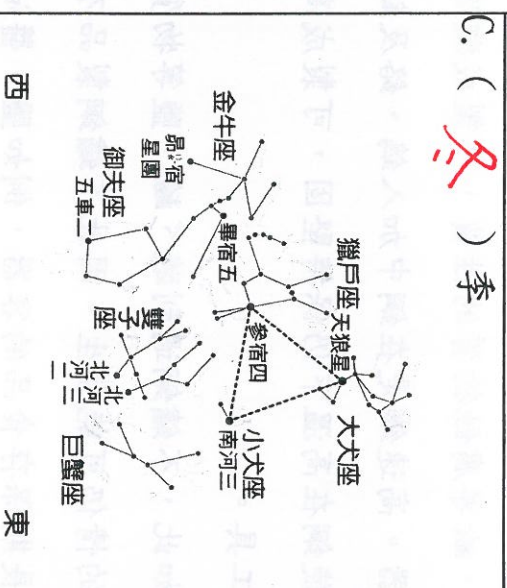 C. ( 冬 ) 季
獵戶座
天狼星
大犬座
金牛座
昴宿
星團
畢宿五
參宿四
小犬座
南河三
御夫座
五車二
雙子座
北河二
北河三
巨蟹座
西
東